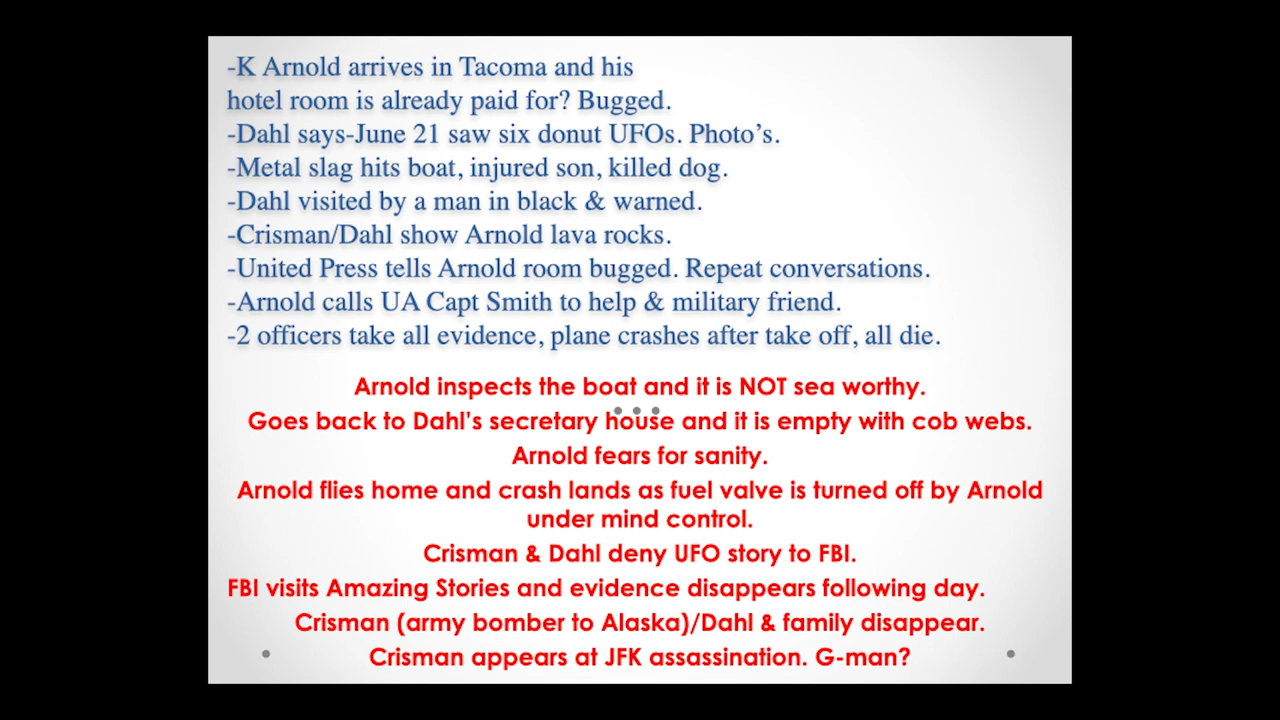 -K Arnold arrives in Tacoma and his
hotel room is already paid for? Bugged.
-Dahl says-June 21 saw six donut UFOs. Photo’s.
-Metal slag hits boat, injured son, killed dog.
-Dahl visited by a man in black & warned.
-Crisman/Dahl show Arnold lava rocks.
-United Press tells Arnold room bugged. Repeat conversations.
-Arnold calls UA Capt Smith to help & military friend.
-2 officers take all evidence, plane crashes after take off, all die.
Arnold inspects the boat and it is NOT sea worthy.
Goes back to Dahl’s secretary house and it is empty with cob webs.
Arnold fears for sanity.
Arnold flies home and crash lands as fuel valve is turned off by Arnold
under mind control.
Crisman & Dahl deny UFO story to FBI.
FBI visits Amazing Stories and evidence disappears following day.
Crisman (army bomber to Alaska)/Dahl & family disappear.
Crisman appears at JFK assassination. G-man?